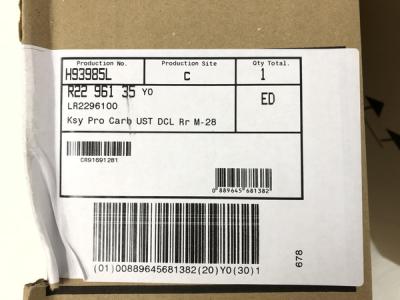 Production No. Production Site Qty Total.
H93985L C 1
R22 961 35 Y0 ED
LR2296100
Ksy Pro Carb UST DCL Rr M-28
CR91691281
0 889645 681382
(01)00889645681382(20)Y0(30)1
678